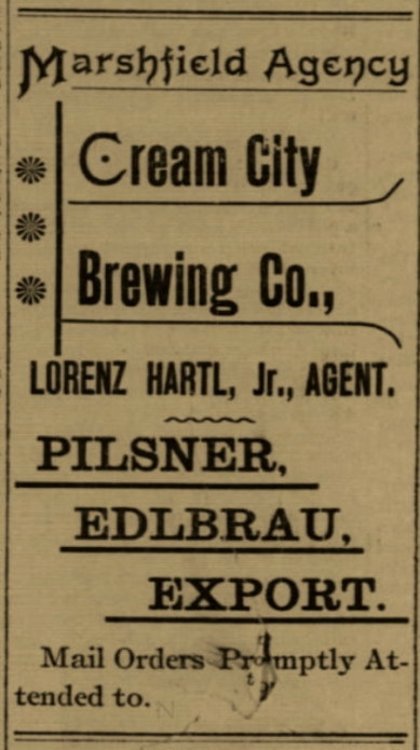 Marshfield Agency
Cream City
Brewing Co.,
LORENZ HARTL, Jr., AGENT.
PILSNER,
EDLBRAU,
EXPORT.
Mail Orders Promptly At-
tended to.